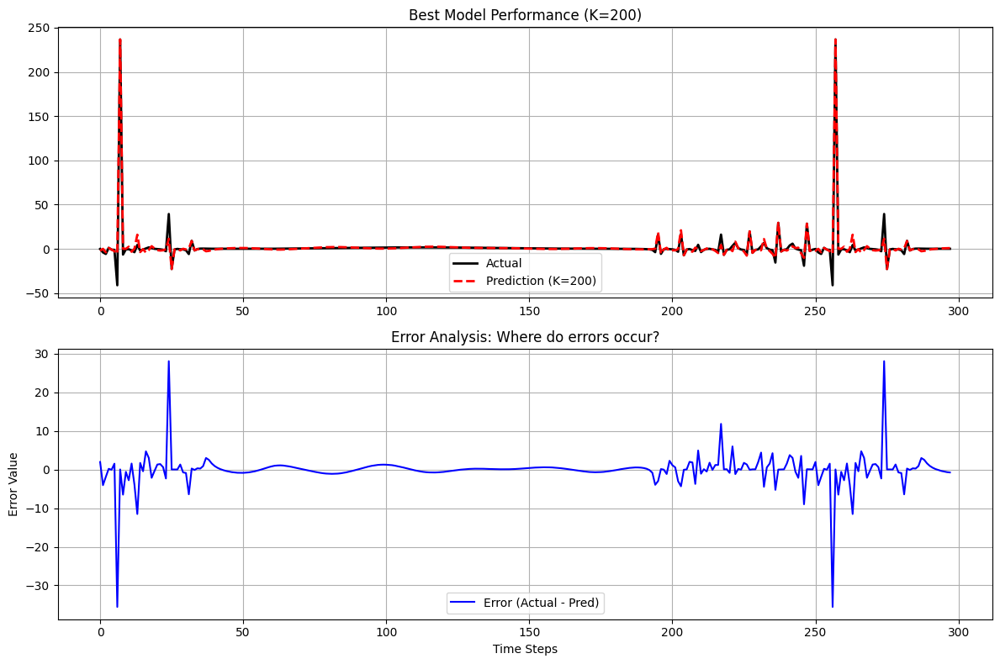 Best Model Performance (K=200)
250
200
150
100
50
0
−50
Actual
Prediction (K=200)
0 50 100 150 200 250 300
Error Analysis: Where do errors occur?
Error Value
30
20
10
0
−10
−20
−30
Error (Actual - Pred)
0 50 100 150 200 250 300
Time Steps